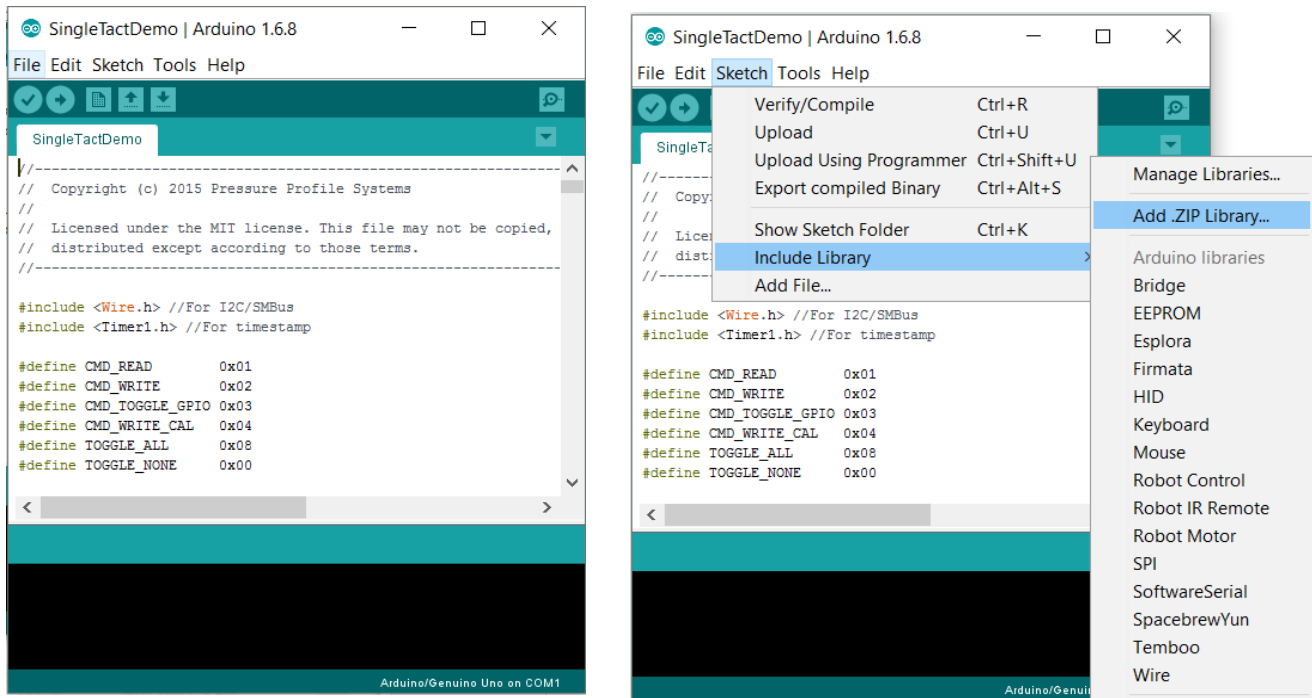 SingleTactDemo | Arduino 1.6.8
File Edit Sketch Tools Help
SingleTactDemo
//------------------------------------------------------------
// Copyright (c) 2015 Pressure Profile Systems
//
// Licensed under the MIT license. This file may not be copied,
// distributed except according to those terms.
//------------------------------------------------------------
#include <Wire.h> //For I2C/SMBus
#include <Timer1.h> //For timestamp
#define CMD_READ 0x01
#define CMD_WRITE 0x02
#define CMD_TOGGLE_GPIO 0x03
#define CMD_WRITE_CAL 0x04
#define TOGGLE_ALL 0x08
#define TOGGLE_NONE 0x00
Arduino/Genuino Uno on COM1
SingleTactDemo | Arduino 1.6.8
File Edit Sketch Tools Help
SingleTa
//------
// Copy
//
// Lice
// dist
//------
Verify/Compile Ctrl+R
Upload Ctrl+U
Upload Using Programmer Ctrl+Shift+U
Export compiled Binary Ctrl+Alt+S
Show Sketch Folder Ctrl+K
Include Library
Add File...
#include <Wire.h> //For I2C/SMBus
#include <Timer1.h> //For timestamp
#define CMD_READ 0x01
#define CMD_WRITE 0x02
#define CMD_TOGGLE_GPIO 0x03
#define CMD_WRITE_CAL 0x04
#define TOGGLE_ALL 0x08
#define TOGGLE_NONE 0x00
Manage Libraries...
Add .ZIP Library...
Arduino libraries
Bridge
EEPROM
Esplora
Firmata
HID
Keyboard
Mouse
Robot Control
Robot IR Remote
Robot Motor
SPI
SoftwareSerial
SpacebrewYun
Temboo
Wire
Arduino/Genui